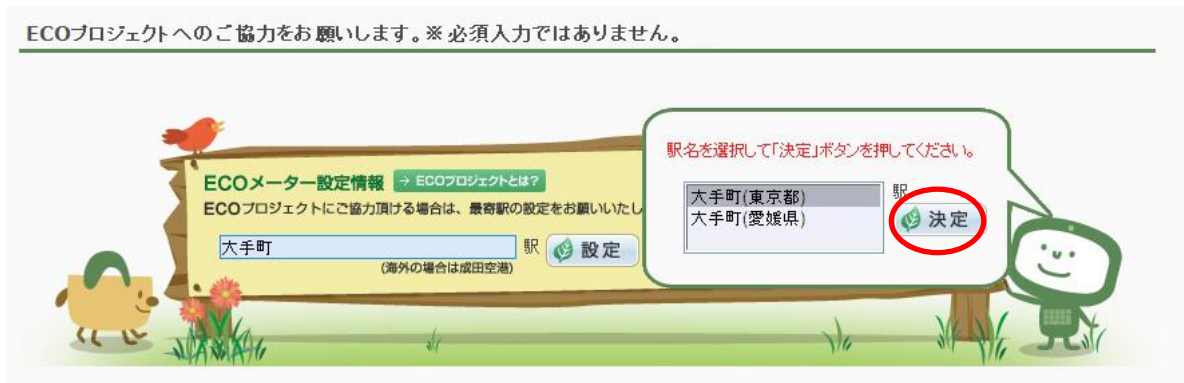 ECOプロジェクトへのご協力をお願いします。※必須入力ではありません。
駅名を選択して「決定」ボタンを押してください。
ECOメーター設定情報 → ECOプロジェクトとは?
ECOプロジェクトにご協力頂ける場合は、最寄駅の設定をお願いいたし
大手町(東京都)
大手町(愛媛県)
駅
決定
大手町 駅 設定
(海外の場合は成田空港)